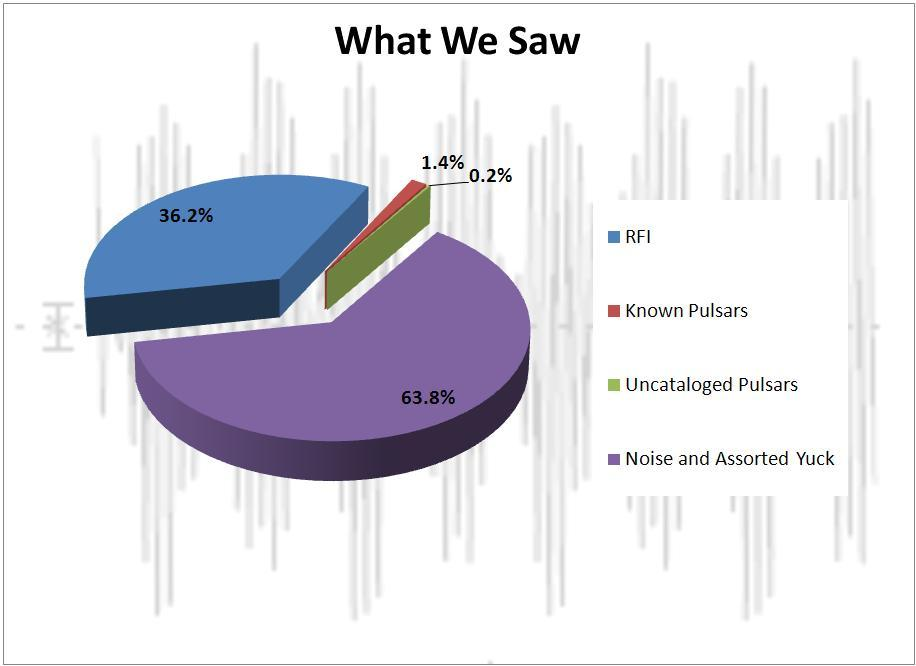 What We Saw
1.4%
0.2%
36.2%
63.8%
RFI
Known Pulsars
Uncataloged Pulsars
Noise and Assorted Yuck